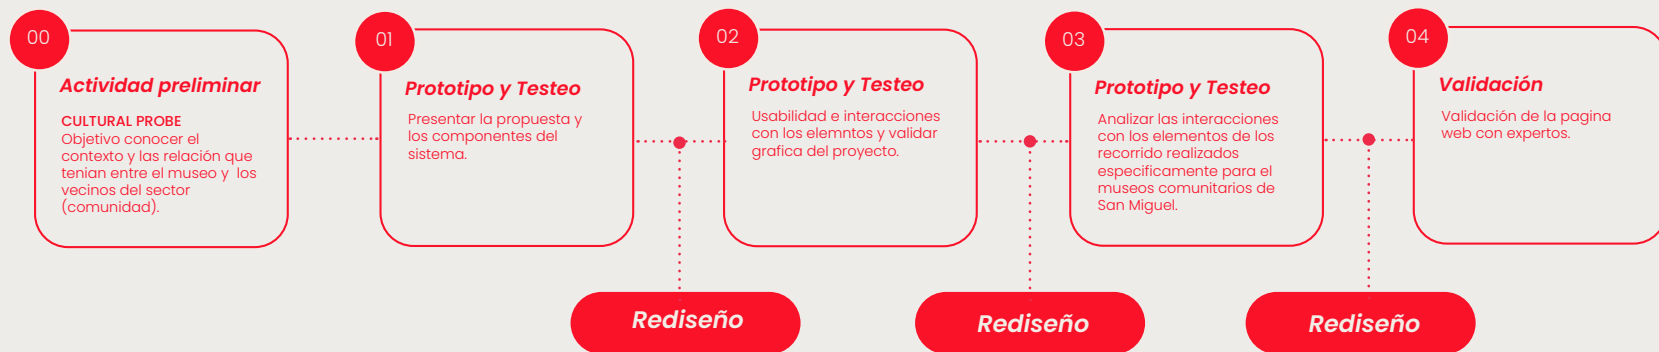 00
Actividad preliminar
CULTURAL PROBE
Objetivo conocer el
contexto y las relación que
tenian entre el museo y los
vecinos del sector
(comunidad).
01
Prototipo y Testeo
Presentar la propuesta y
los componentes del
sistema.
02
Prototipo y Testeo
Usabilidad e interacciones
con los elemntos y validar
grafica del proyecto.
03
Prototipo y Testeo
Analizar las interacciones
con los elementos de los
recorrido realizados
especificamente para el
museos comunitarios de
San Miguel.
04
Validación
Validación de la pagina
web con expertos.
Rediseño
Rediseño
Rediseño